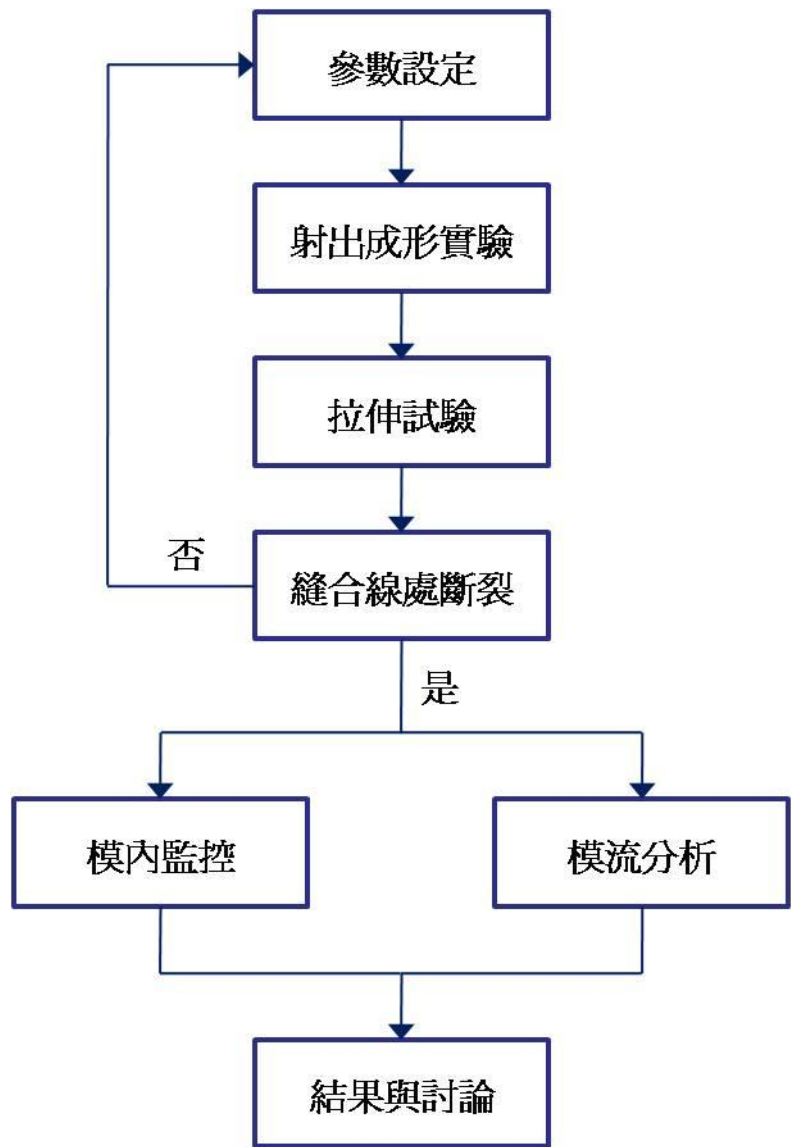 參數設定
射出成形實驗
拉伸試驗
縫合線處斷裂
否
是
模內監控
模流分析
結果與討論